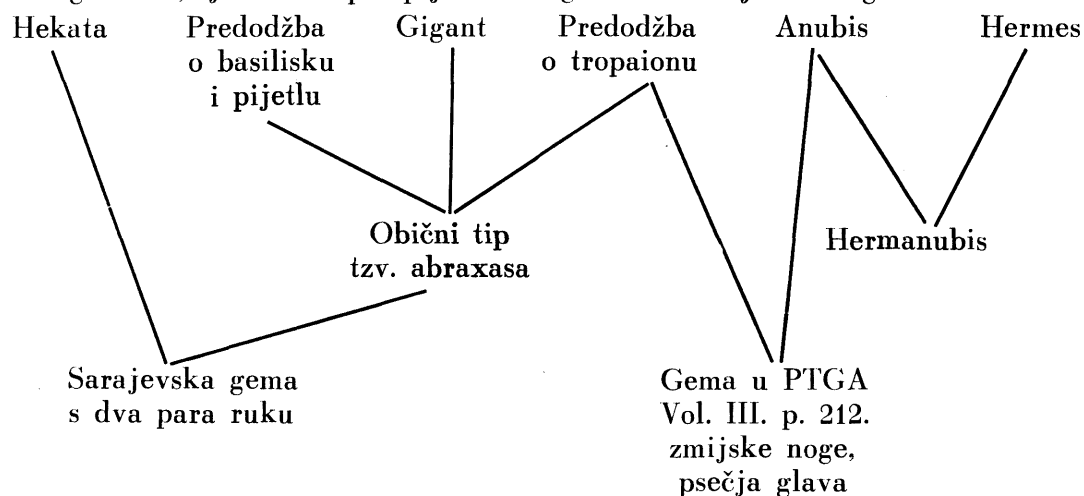 Hekata Predodžba Gigant Predodžba Anubis Hermes
o basilisku o tropaionu
i pijetlu
Obični tip Hermanubis
tzv. abraxasa
Sarajevska gema Gema u PTGA
s dva para ruku Vol. III. p. 212.
zmijske noge,
psečja glava